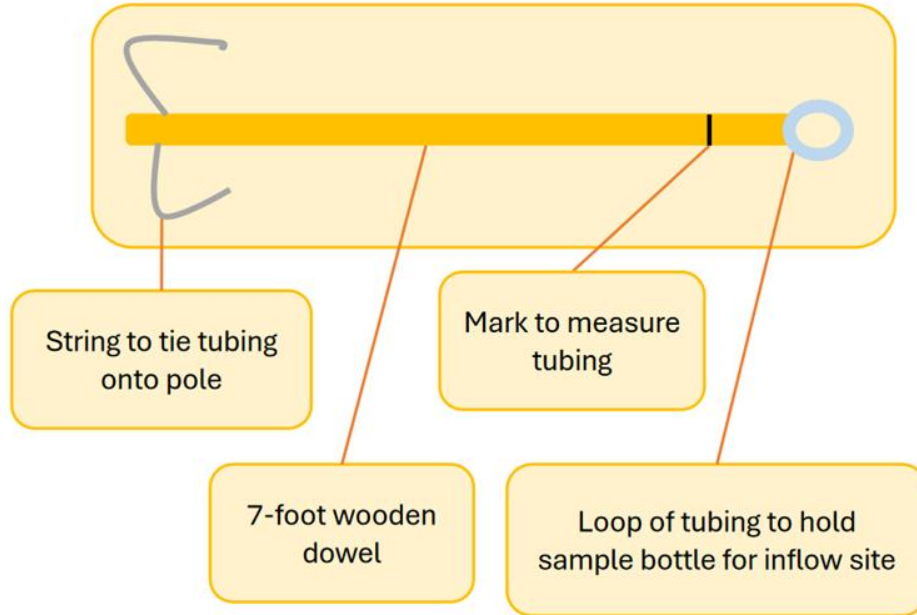 String to tie tubing
onto pole
Mark to measure
tubing
7-foot wooden
dowel
Loop of tubing to hold
sample bottle for inflow site